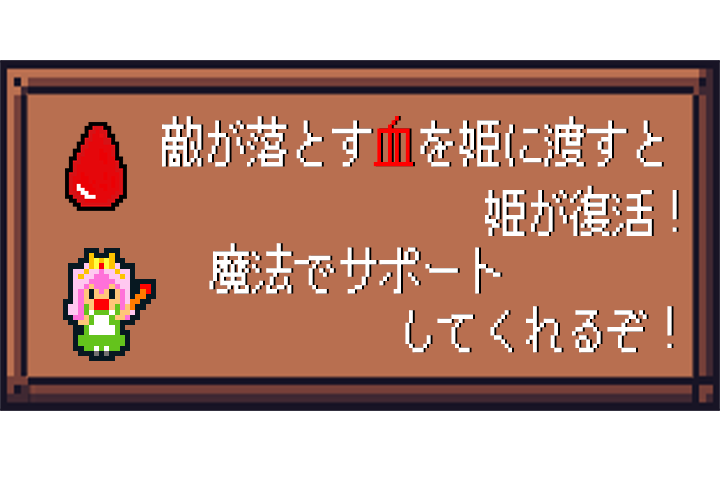 敵が落とす血を姫に渡すと
姫が復活！
魔法でサポート
してくれるぞ！